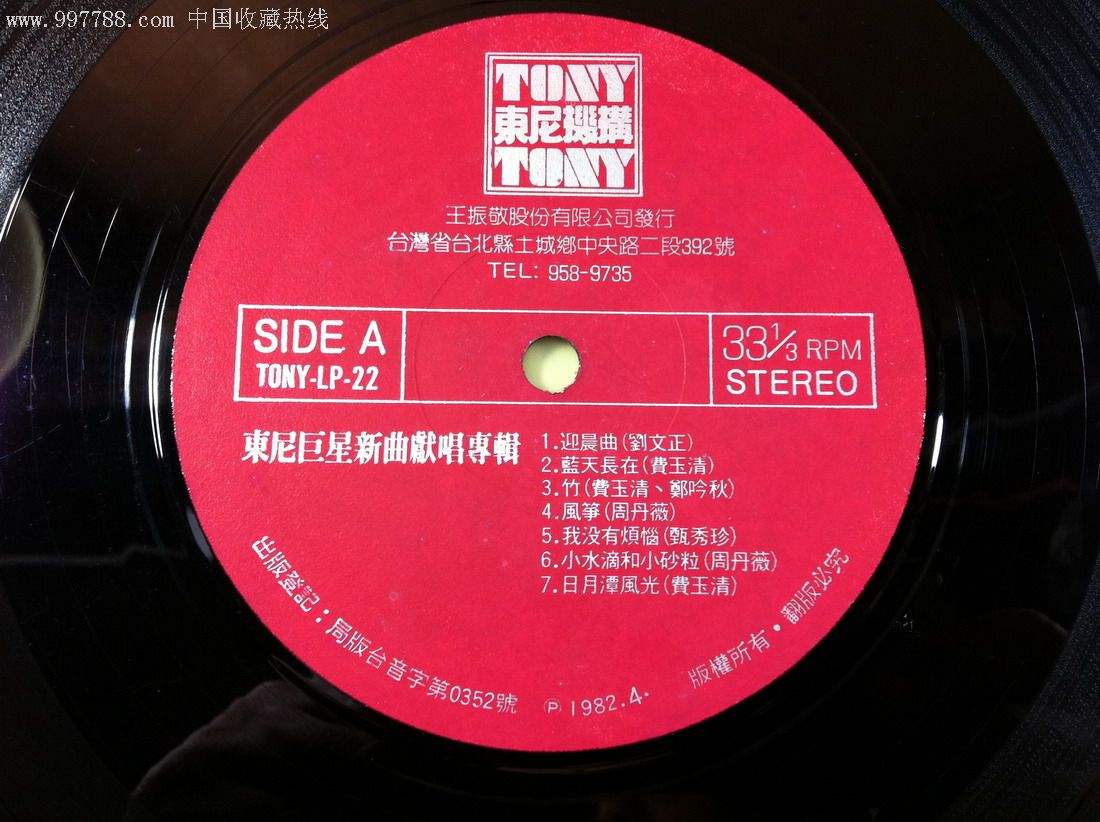 www.997788.com 中国收藏热线
TONY
東尼機構
TONY
王振敬股份有限公司發行
台灣省台北縣土城鄉中央路二段392號
TEL: 958-9735
SIDE A
TONY-LP-22
33 1/3 RPM
STEREO
東尼巨星新曲獻唱專輯
1.迎晨曲(劉文正)
2.藍天長在(費玉清)
3.竹(費玉清、鄭吟秋)
4.風箏(周丹薇)
5.我没有煩惱(甄秀珍)
6.小水滴和小砂粒(周丹薇)
7.日月潭風光(費玉清)
出版登記：局版台音字第0352號 Ⓟ1982.4. 版權所有・翻版必究